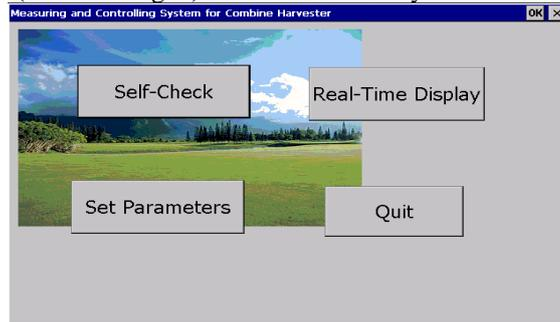 Measuring and Controlling System for Combine Harvester OK ×
Self-Check
Real-Time Display
Set Parameters
Quit